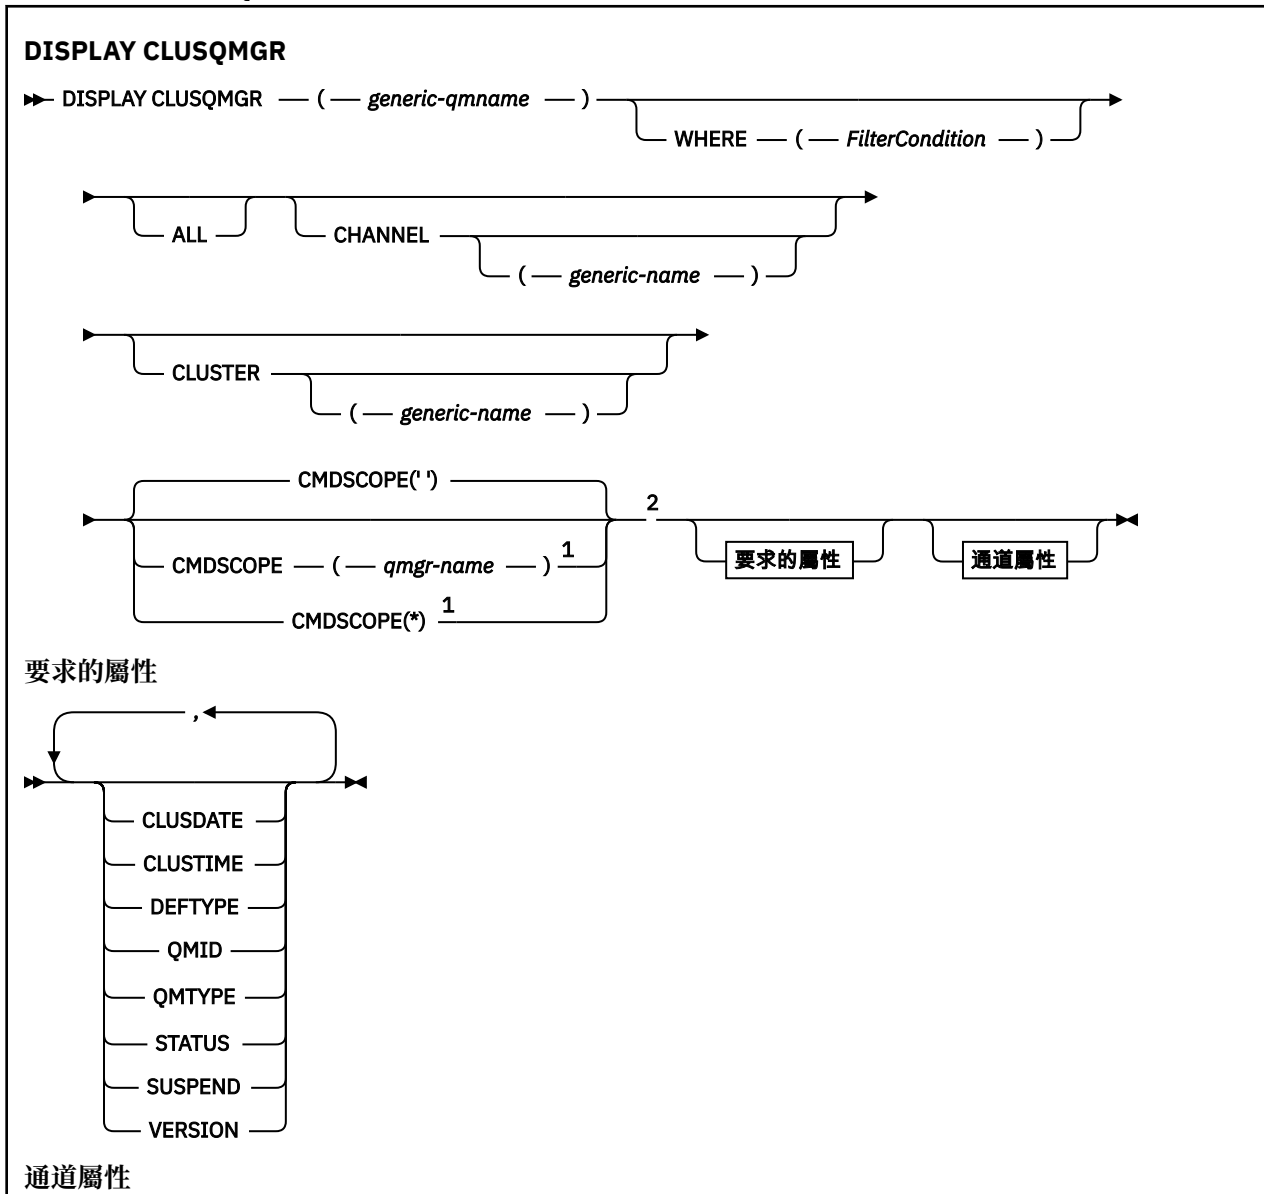 DISPLAY CLUSQMGR
DISPLAY CLUSQMGR ( generic-qmname )
WHERE ( FilterCondition )
ALL CHANNEL
( generic-name )
CLUSTER
( generic-name )
CMDSCOPE(' ')
2
CMDSCOPE ( qmgr-name ) 1 要求的屬性 通道屬性
CMDSCOPE(*) 1
要求的屬性
,
CLUSDATE
CLUSTIME
DEFTYPE
QMID
QMTYPE
STATUS
SUSPEND
VERSION
通道屬性